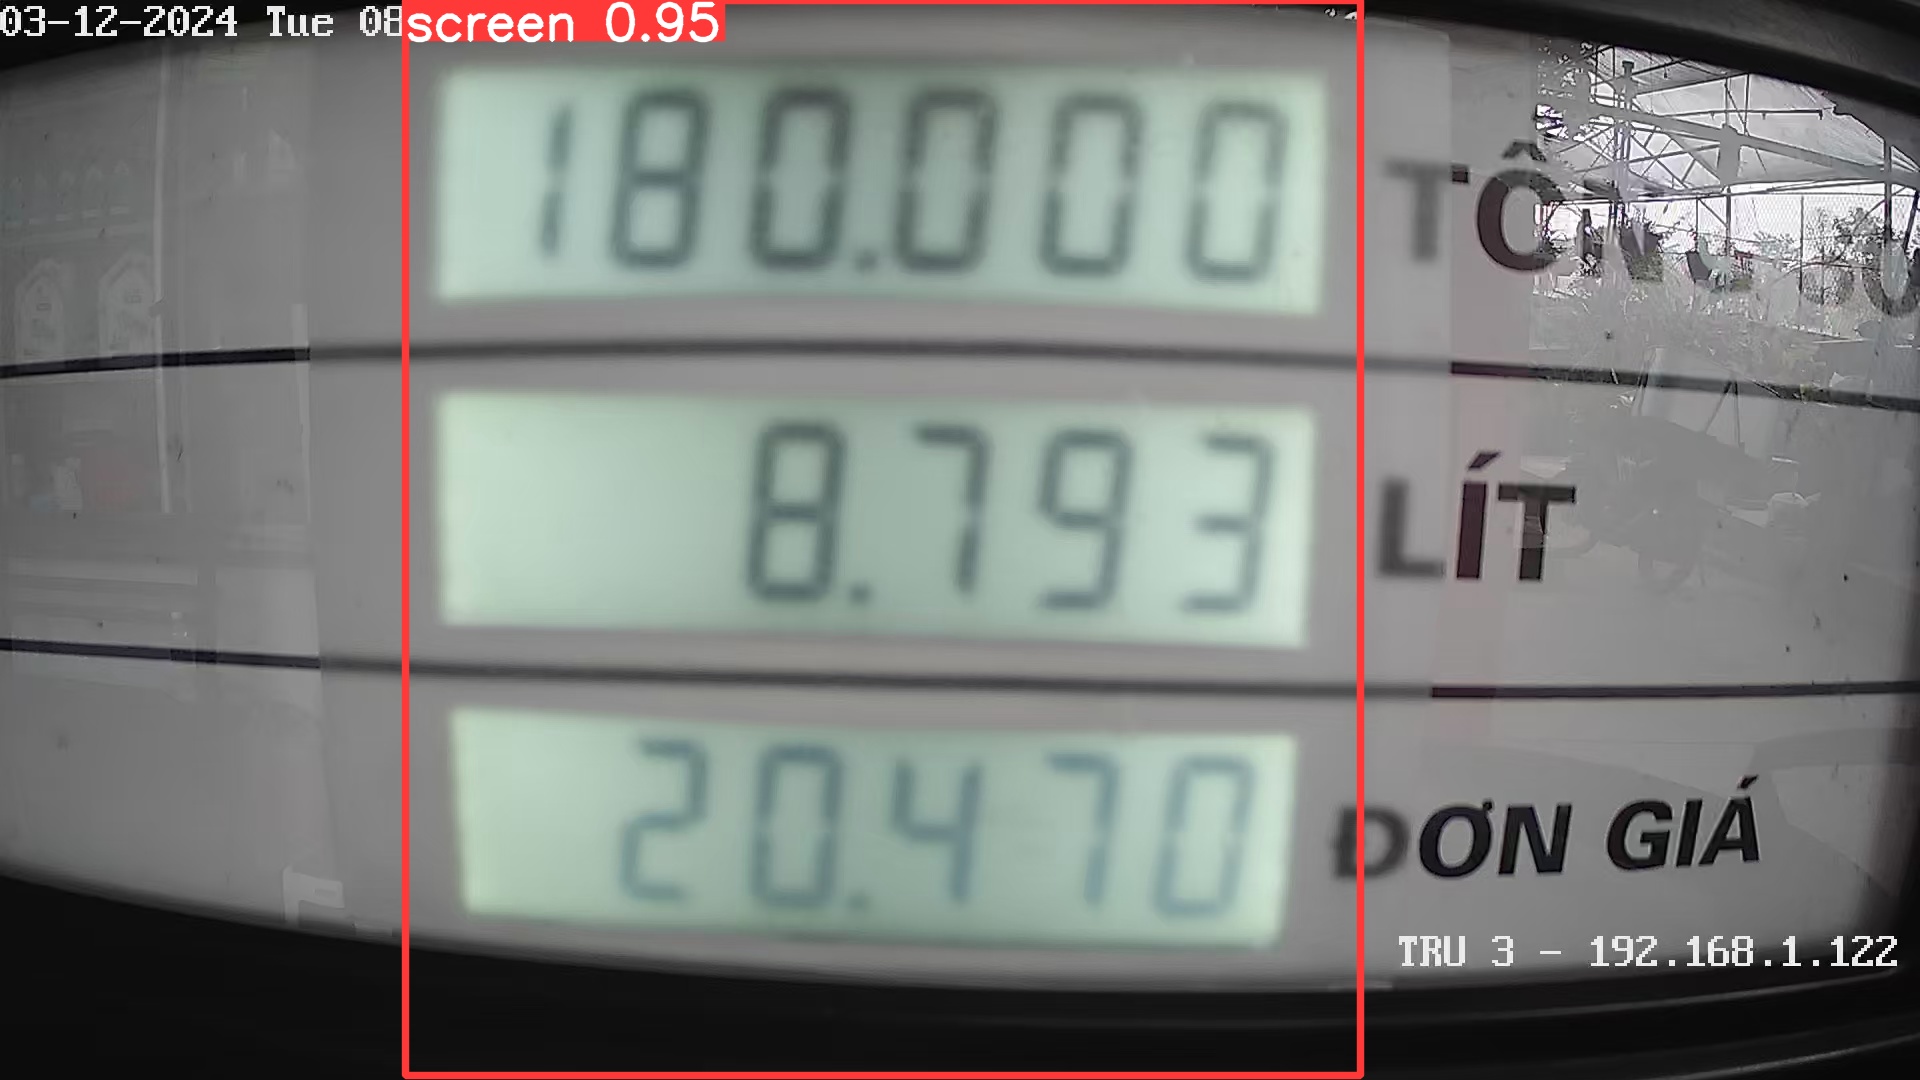 03-12-2024 Tue 08
screen 0.95
180.000
TỔN
8.793
LÍT
20.470
ĐƠN GIÁ
TRU 3 - 192.168.1.122